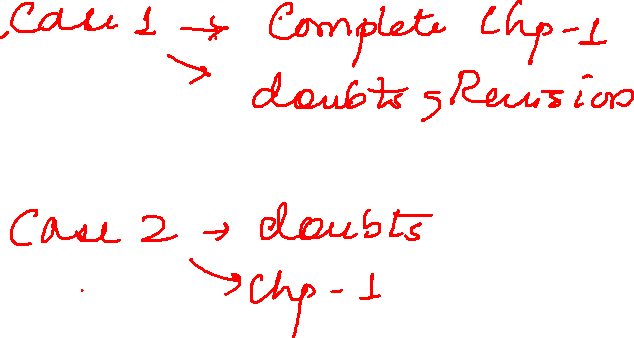 Case 1 → Complete Chp-1
→ doubts, Revision
Case 2 → doubts
→ Chp-1